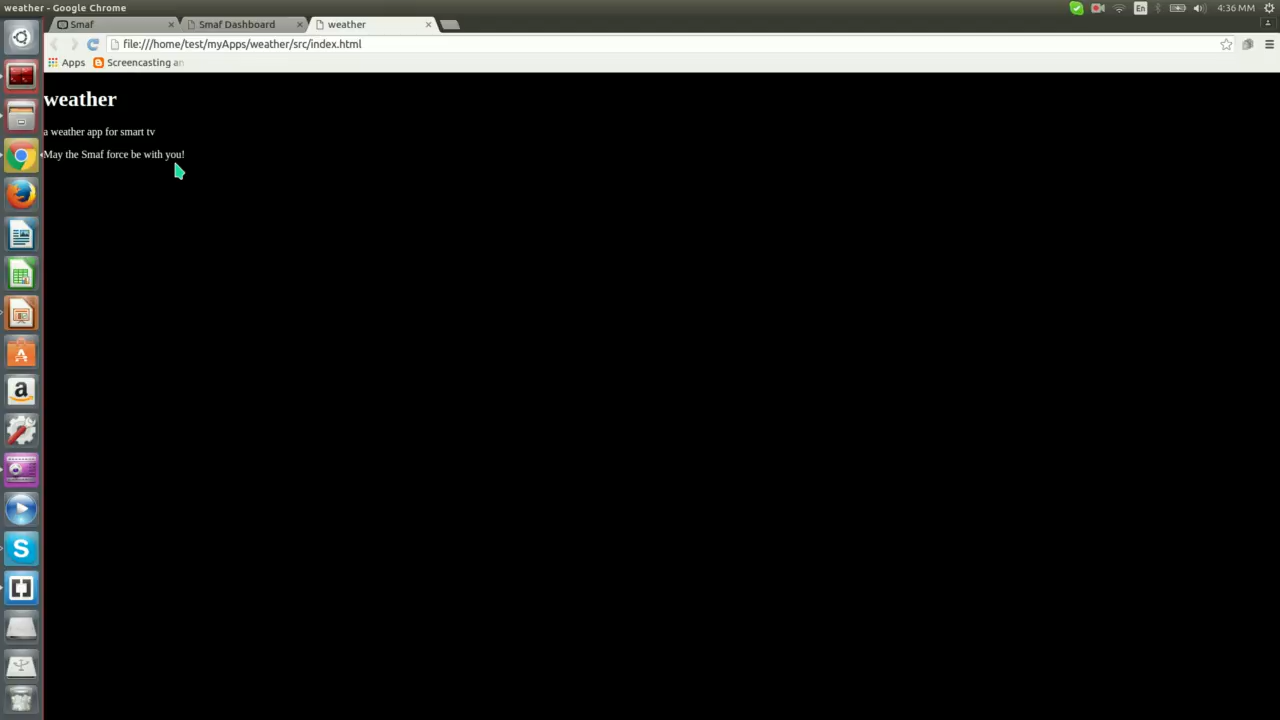 weather - Google Chrome
En
4:36 MM
Smaf
Smaf Dashboard
weather
file:///home/test/myApps/weather/src/index.html
Apps
Screencasting an
weather
a weather app for smart tv
May the Smaf force be with you!